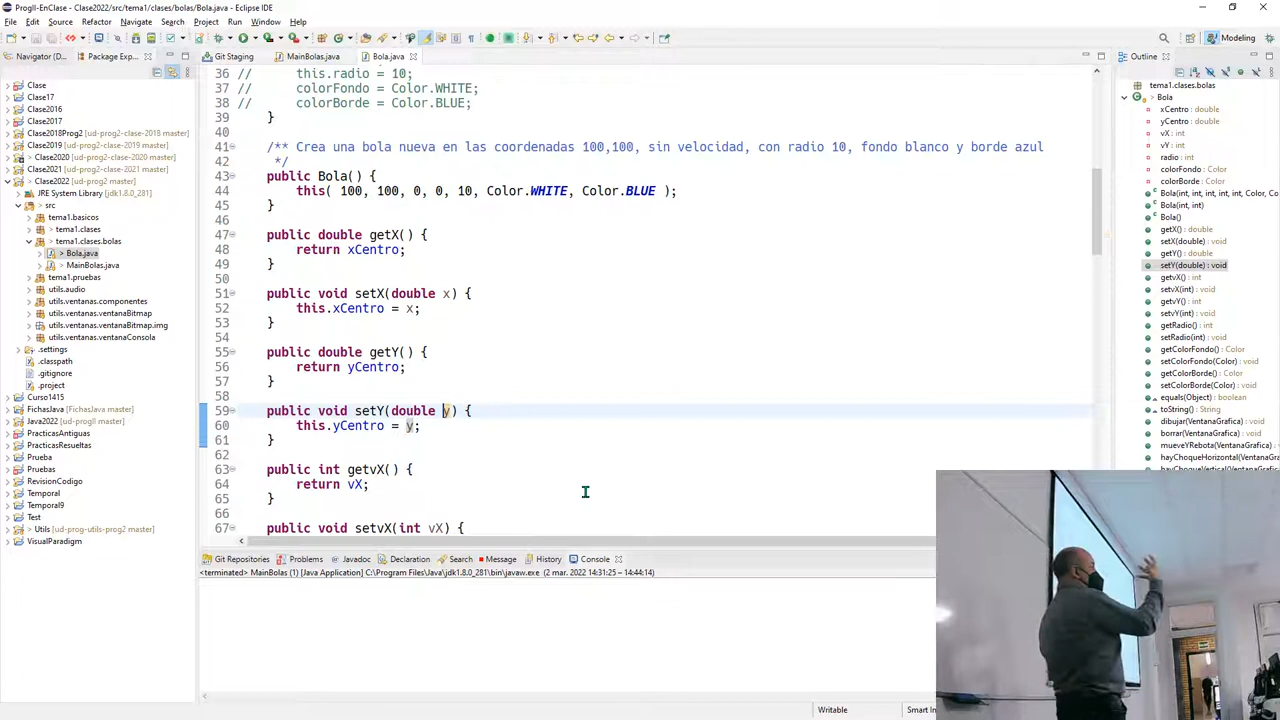 ProgII-EnClase - Clase2022/src/tema1/clases/bolas/Bola.java - Eclipse IDE
File Edit Source Refactor Navigate Search Project Run Window Help
Modeling
Navigator (D...
Package Exp...
Git Staging
MainBolas.java
Bola.java
Outline
Clase
Clase17
Clase2016
Clase2017
Clase2018Prog2 [ud-prog2-clase-2018 master]
Clase2019 [ud-prog2-clase-2019 master]
> Clase2020 [ud-prog2-clase-2020 master]
Clase2021 [ud-prog2-clase-2021 master]
> Clase2022 [ud-prog2 master]
JRE System Library [jdk1.8.0_281]
> src
tema1.basicos
> tema1.clases
> tema1.clases.bolas
> Bola.java
> MainBolas.java
tema1.pruebas
utils.audio
utils.ventanas.componentes
utils.ventanas.ventanaBitmap
utils.ventanas.ventanaBitmap.img
utils.ventanas.ventanaConsola
.settings
.classpath
.gitignore
.project
Curso1415
FichasJava [FichasJava master]
Java2022 [ud-progII master]
PracticasAntiguas
PracticasResueltas
Prueba
Pruebas
RevisionCodigo
Temporal
Temporal9
Test
> Utils [ud-prog-utils-prog2 master]
VisualParadigm
36 // this.radio = 10;
37 // colorFondo = Color.WHITE;
38 // colorBorde = Color.BLUE;
39 }
40
41 /** Crea una bola nueva en las coordenadas 100,100, sin velocidad, con radio 10, fondo blanco y borde azul
42 */
43 public Bola() {
44 this( 100, 100, 0, 0, 10, Color.WHITE, Color.BLUE );
45 }
46
47 public double getX() {
48 return xCentro;
49 }
50
51 public void setX(double x) {
52 this.xCentro = x;
53 }
54
55 public double getY() {
56 return yCentro;
57 }
58
59 public void setY(double y) {
60 this.yCentro = y;
61 }
62
63 public int getvX() {
64 return vX;
65 }
66
67 public void setvX(int vX) {
tema1.clases.bolas
> Bola
xCentro : double
yCentro : double
vX : int
vY : int
radio : int
colorFondo : Color
colorBorde : Color
Bola(int, int, int, int, int, Color, C
Bola(int, int)
Bola()
getX() : double
setX(double) : void
getY() : double
setY(double) : void
getvX() : int
setvX(int) : void
getvY() : int
setvY(int) : void
getRadio() : int
setRadio(int) : void
getColorFondo() : Color
setColorFondo(Color) : void
getColorBorde() : Color
setColorBorde(Color) : void
equals(Object) : boolean
toString() : String
dibujar(VentanaGrafica) : void
borrar(VentanaGrafica) : void
mueveYRebota(VentanaGrafica)
hayChoqueHorizontal(VentanaGra
Git Repositories Problems Javadoc Declaration Search Message History Console
<terminated> MainBolas (1) [Java Application] C:\Program Files\Java\jdk1.8.0_281\bin\javaw.exe (2 mar. 2022 14:31:25 – 14:44:14)
Writable
Smart In